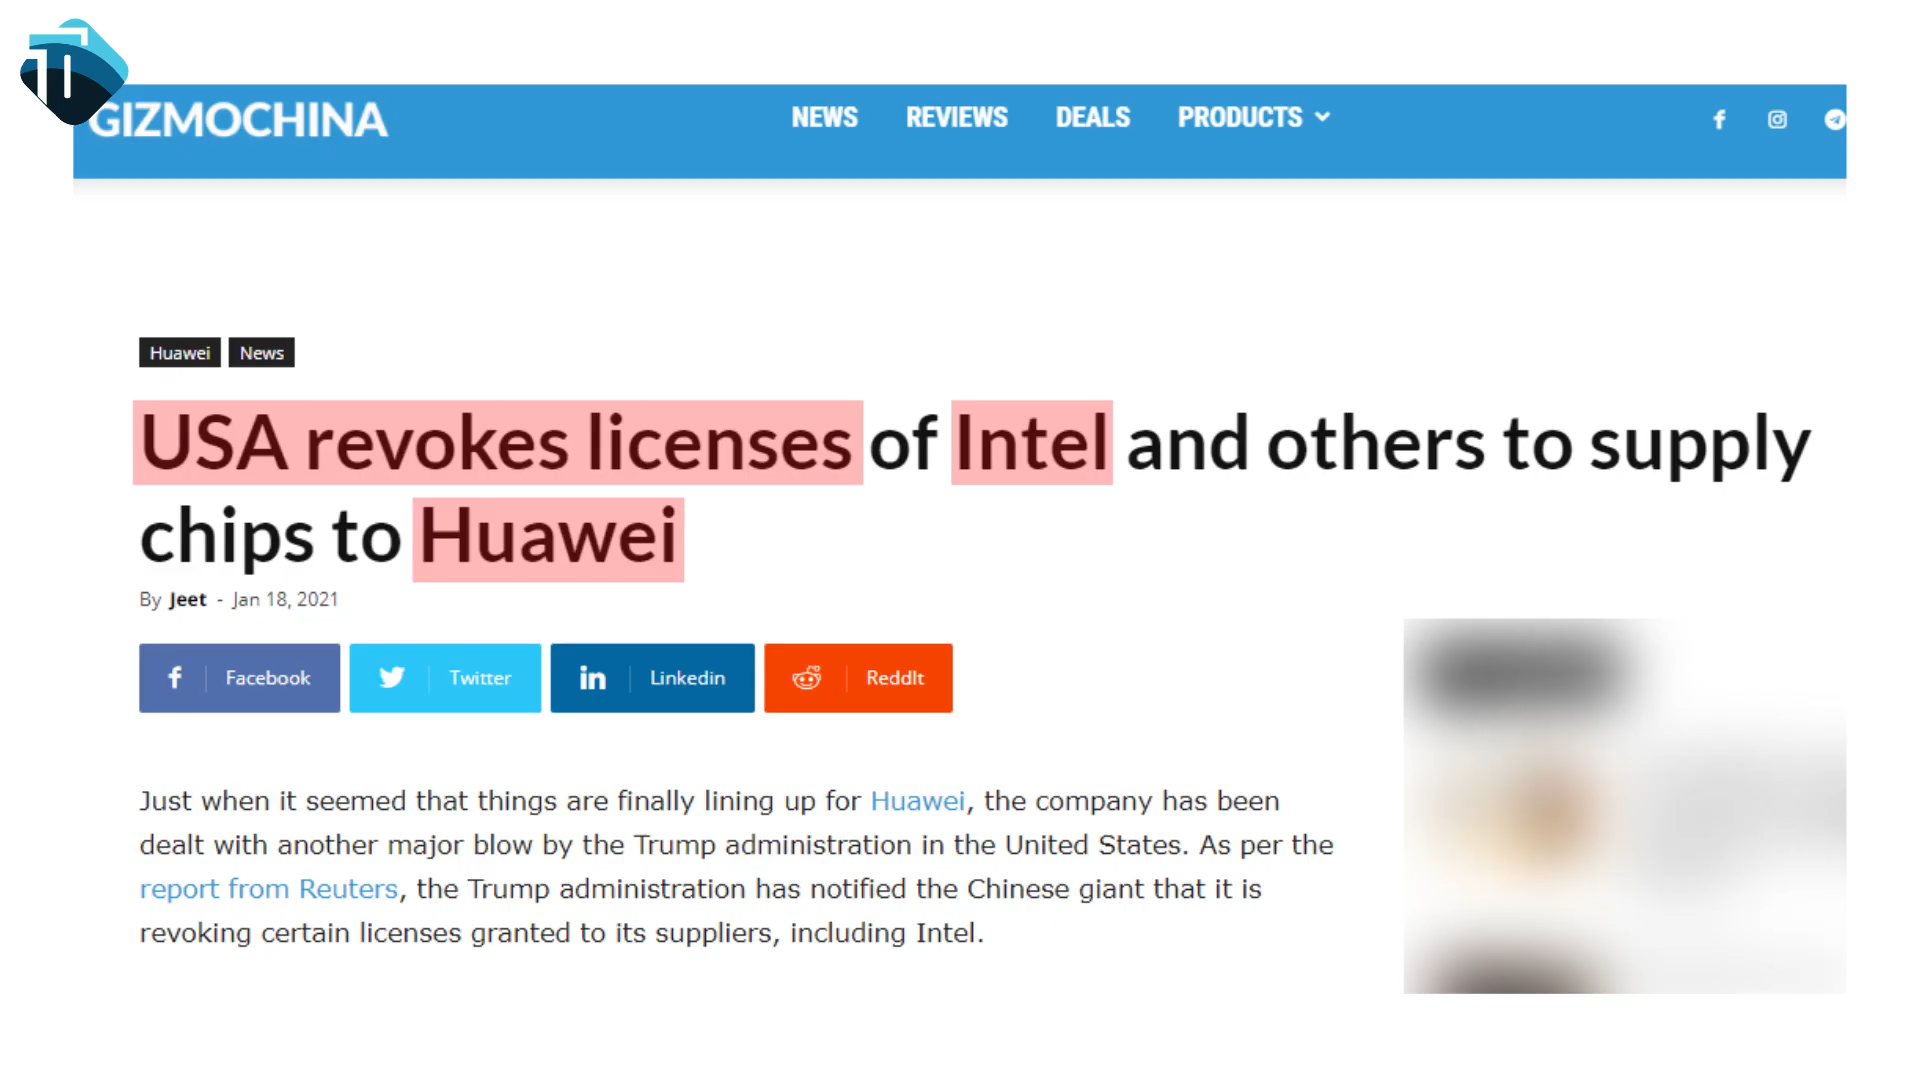 GIZMOCHINA
NEWS REVIEWS DEALS PRODUCTS
Huawei News
USA revokes licenses of Intel and others to supply
chips to Huawei
By Jeet - Jan 18, 2021
Facebook Twitter Linkedin ReddIt
Just when it seemed that things are finally lining up for Huawei, the company has been
dealt with another major blow by the Trump administration in the United States. As per the
report from Reuters, the Trump administration has notified the Chinese giant that it is
revoking certain licenses granted to its suppliers, including Intel.